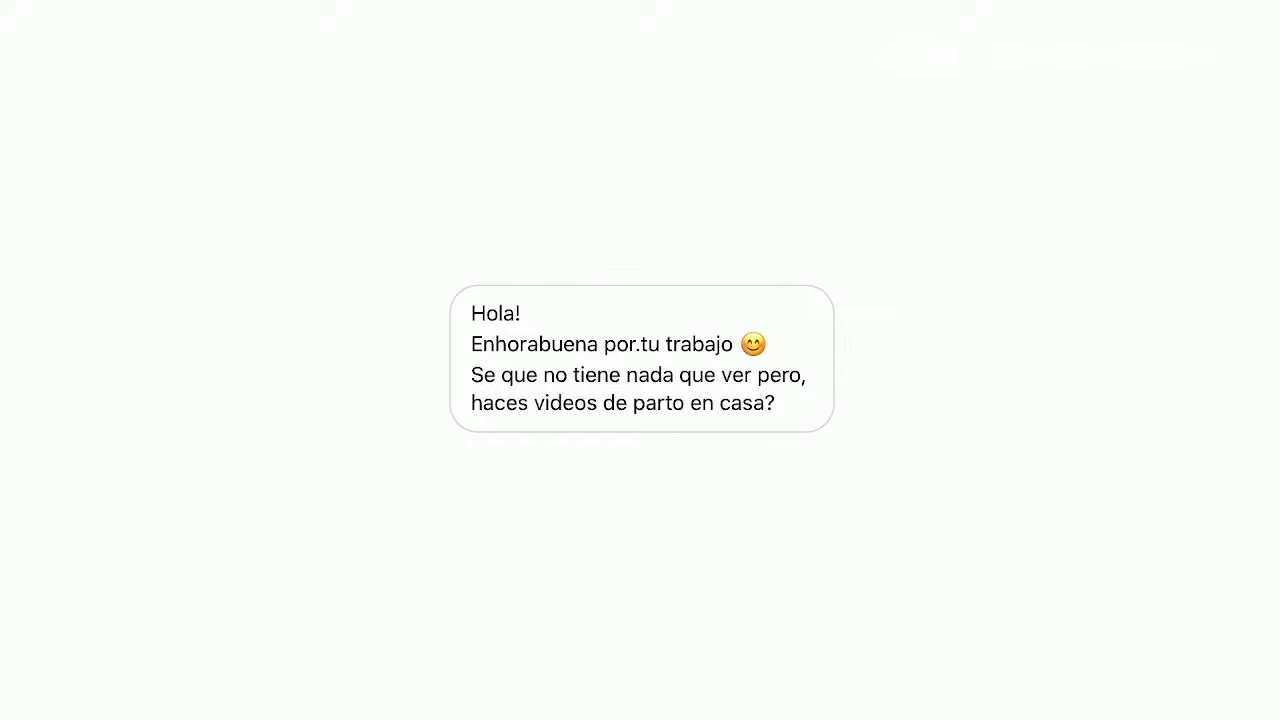 Hola!
Enhorabuena por.tu trabajo 😊
Se que no tiene nada que ver pero,
haces videos de parto en casa?